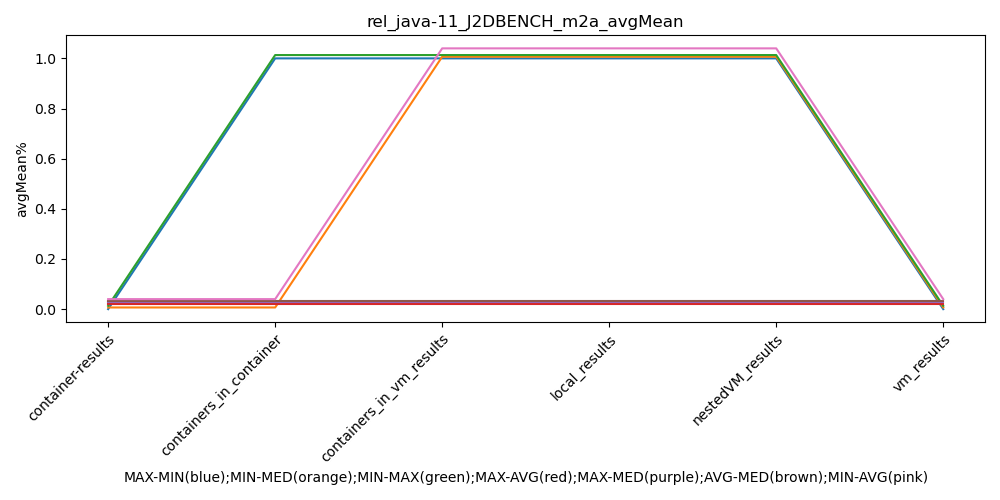 rel_java-11_J2DBENCH_m2a_avgMean
avgMean%
1.0
0.8
0.6
0.4
0.2
0.0
container-results
containers_in_container
containers_in_vm_results
local_results
nestedVM_results
vm_results
MAX-MIN(blue);MIN-MED(orange);MIN-MAX(green);MAX-AVG(red);MAX-MED(purple);AVG-MED(brown);MIN-AVG(pink)